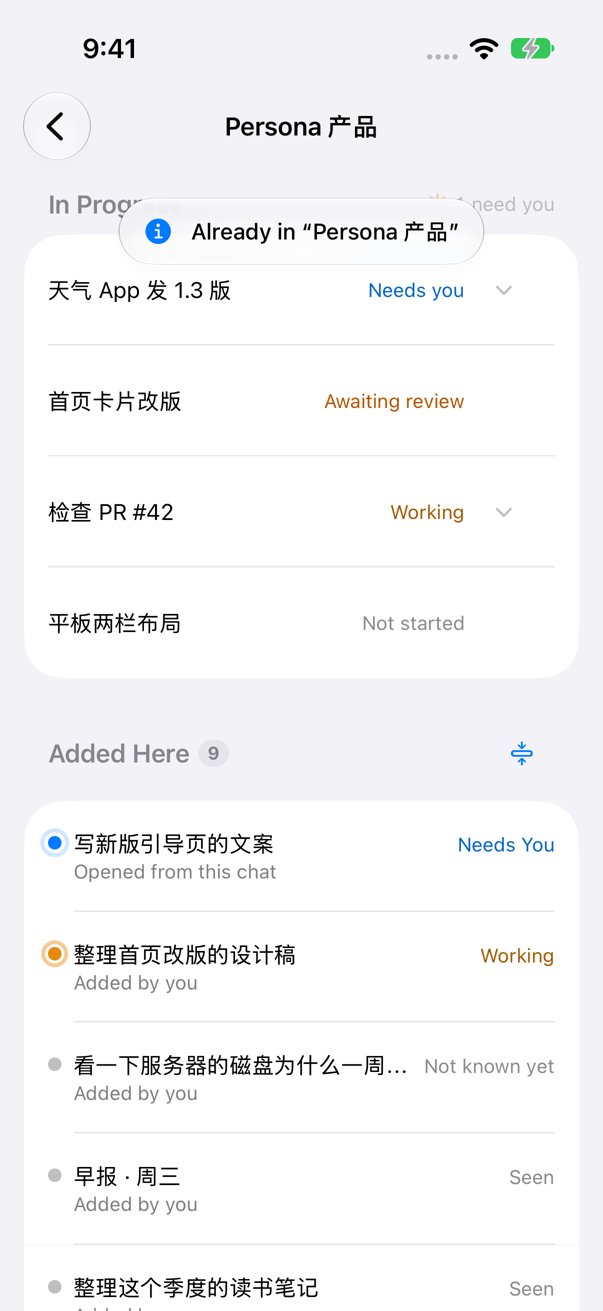 9:41
Persona 产品
In Progress
1 need you
Already in “Persona 产品”
天气 App 发 1.3 版
Needs you
首页卡片改版
Awaiting review
检查 PR #42
Working
平板两栏布局
Not started
Added Here 9
写新版引导页的文案
Needs You
Opened from this chat
整理首页改版的设计稿
Working
Added by you
看一下服务器的磁盘为什么一周…
Not known yet
Added by you
早报 · 周三
Seen
Added by you
整理这个季度的读书笔记
Seen